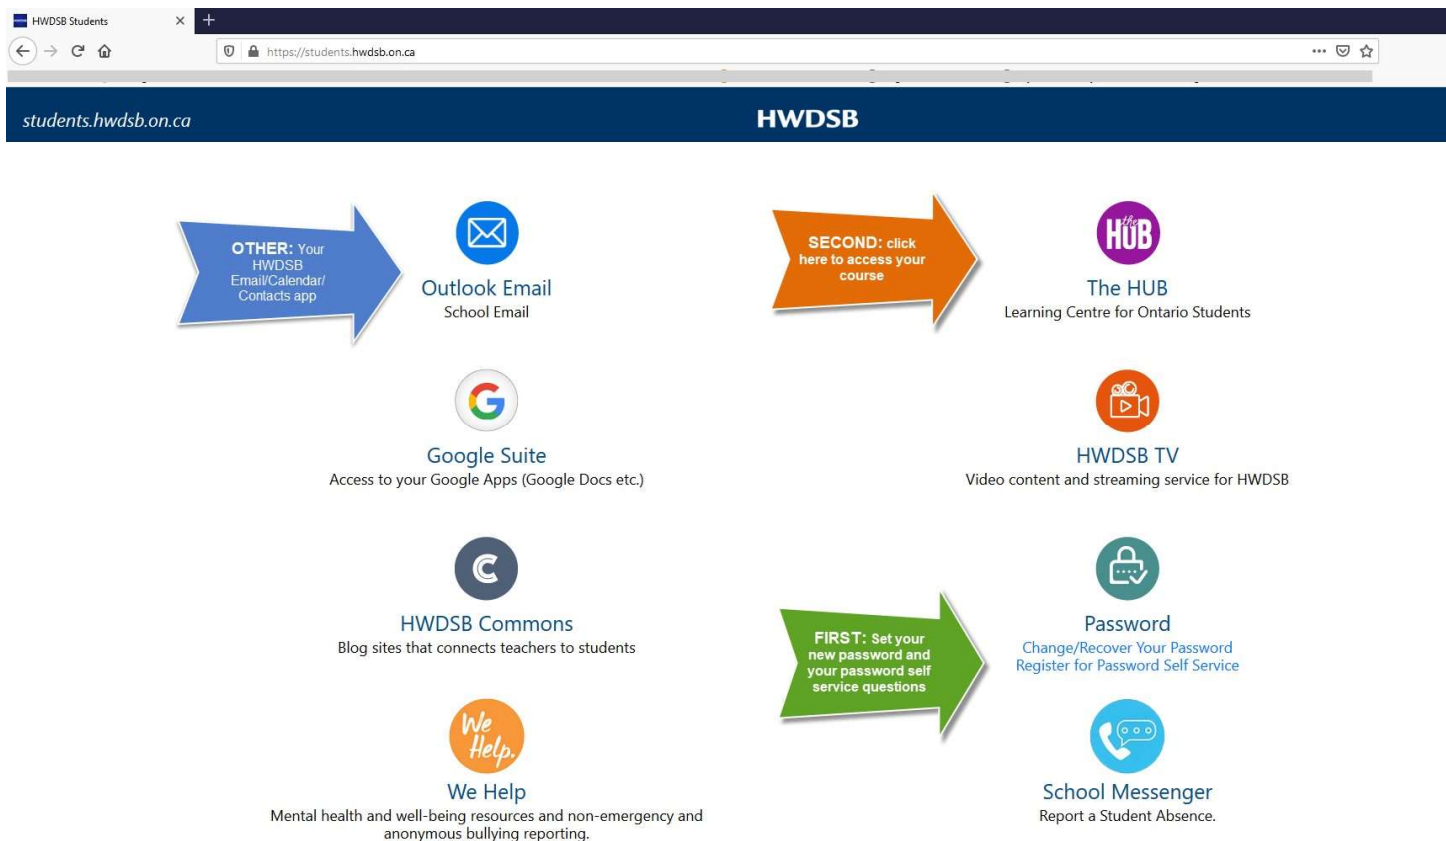 HWDSB Students
https://students.hwdsb.on.ca
students.hwdsb.on.ca
HWDSB
OTHER: Your
HWDSB
Email/Calendar/
Contacts app
Outlook Email
School Email
SECOND: click
here to access your
course
the HUB
The HUB
Learning Centre for Ontario Students
G
Google Suite
Access to your Google Apps (Google Docs etc.)
HWDSB TV
Video content and streaming service for HWDSB
C
HWDSB Commons
Blog sites that connects teachers to students
FIRST: Set your
new password and
your password self
service questions
Password
Change/Recover Your Password
Register for Password Self Service
We
Help.
We Help
Mental health and well-being resources and non-emergency and
anonymous bullying reporting.
School Messenger
Report a Student Absence.